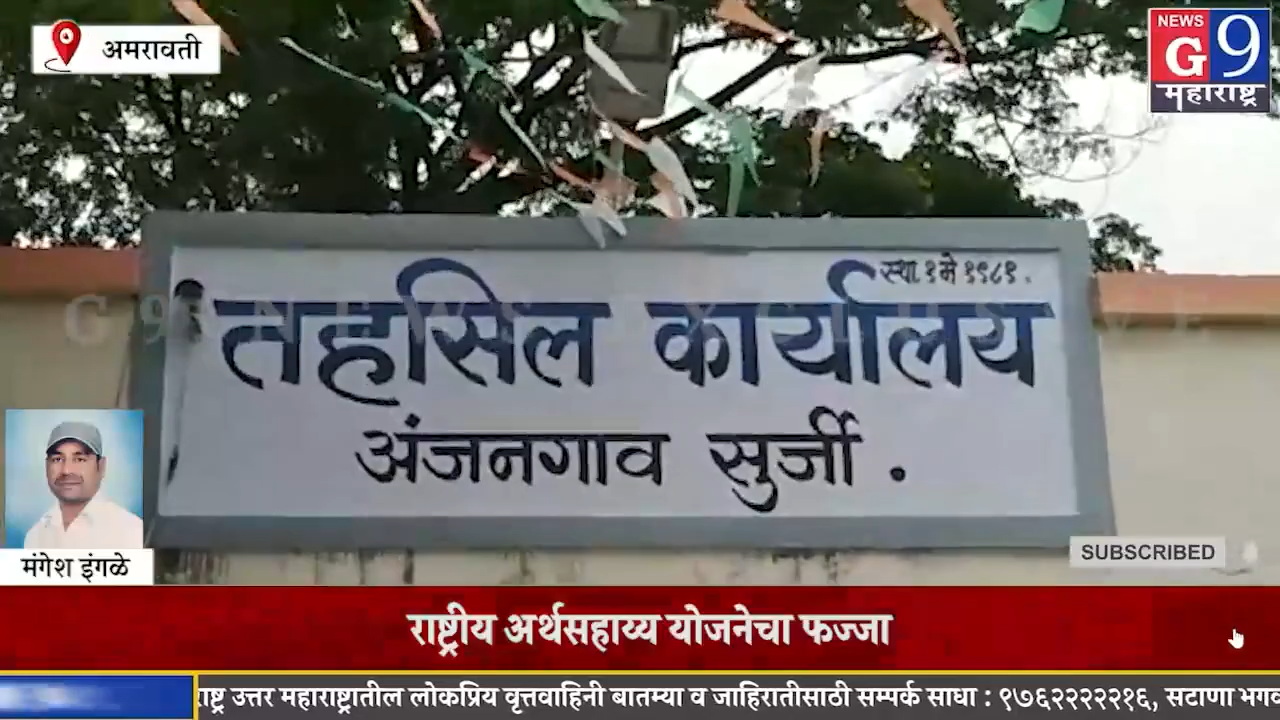 अमरावती
NEWS
G9
महाराष्ट्र
स्था. १ मे १९८१.
तहसिल कार्यालय
अंजनगाव सुर्जी.
मंगेश इंगळे
SUBSCRIBED
राष्ट्रीय अर्थसहाय्य योजनेचा फज्जा
राष्ट्र उत्तर महाराष्ट्रातील लोकप्रिय वृत्तवाहिनी बातम्या व जाहिरातीसाठी सम्पर्क साधा : ९७६२२२२२१६, सटाणा